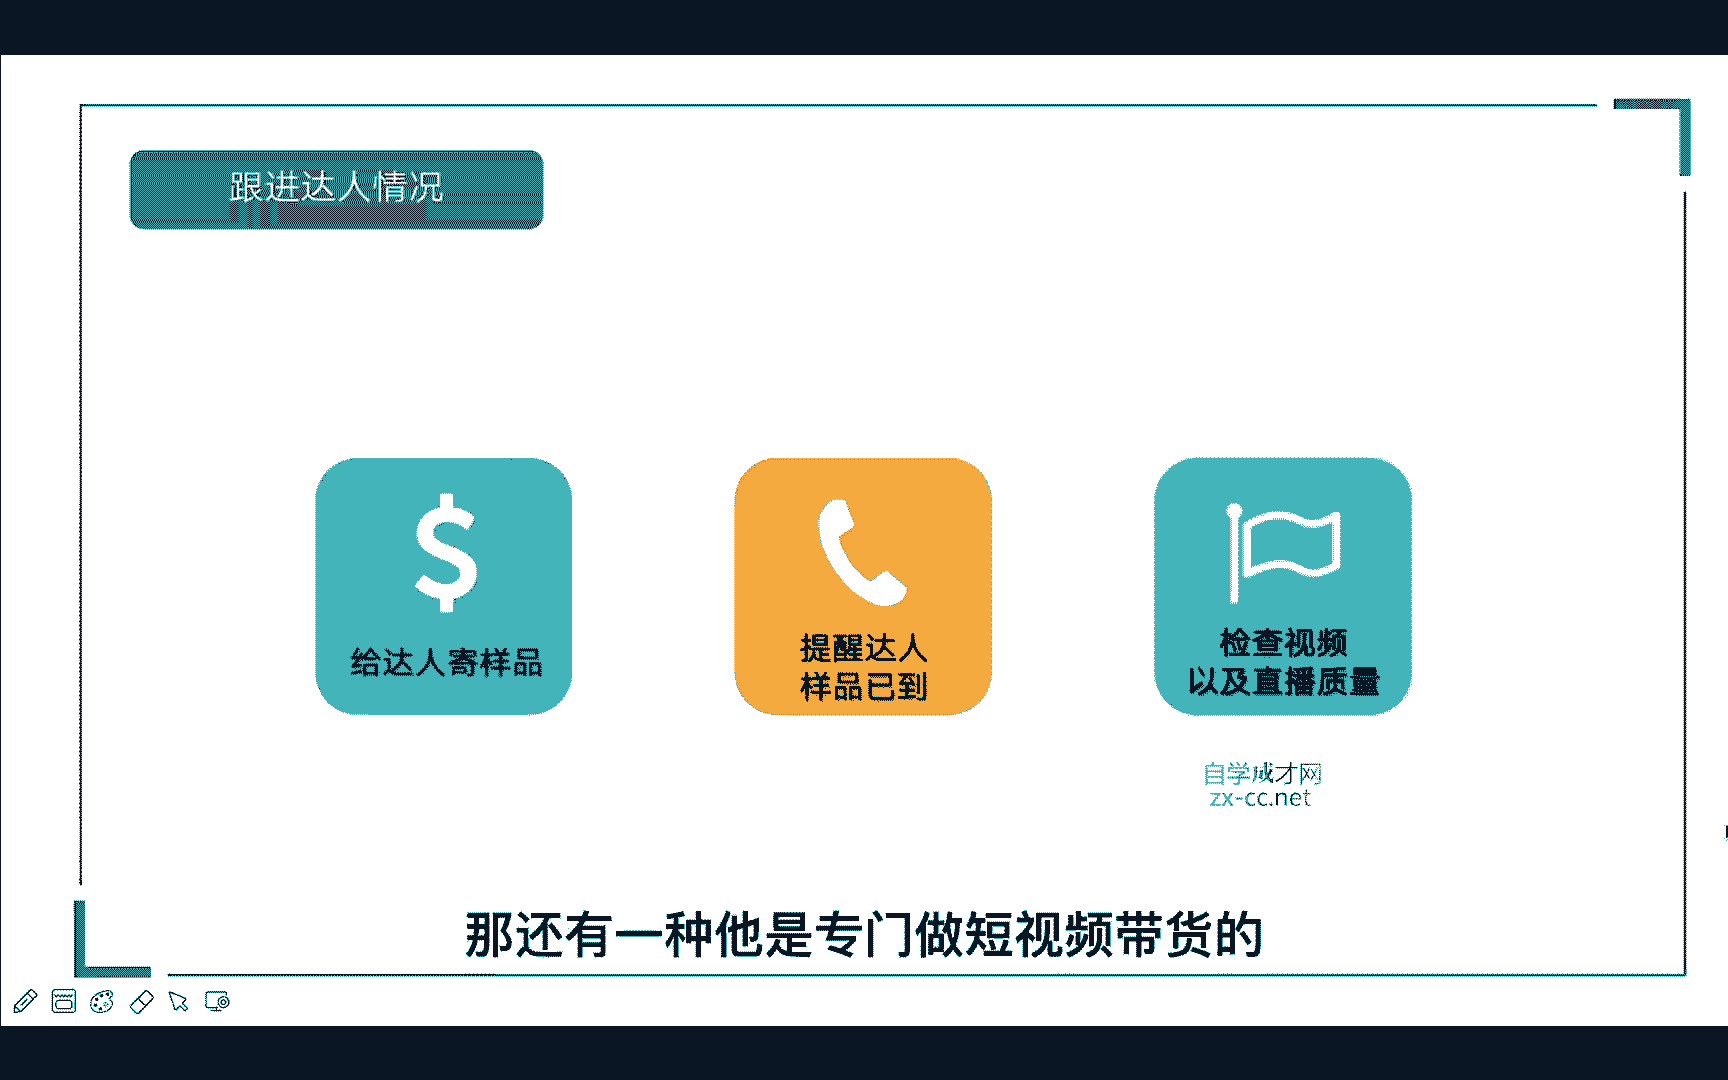 跟进达人情况
给达人寄样品
提醒达人
样品已到
检查视频
以及直播质量
自学成才网
zx-cc.net
那还有一种他是专门做短视频带货的